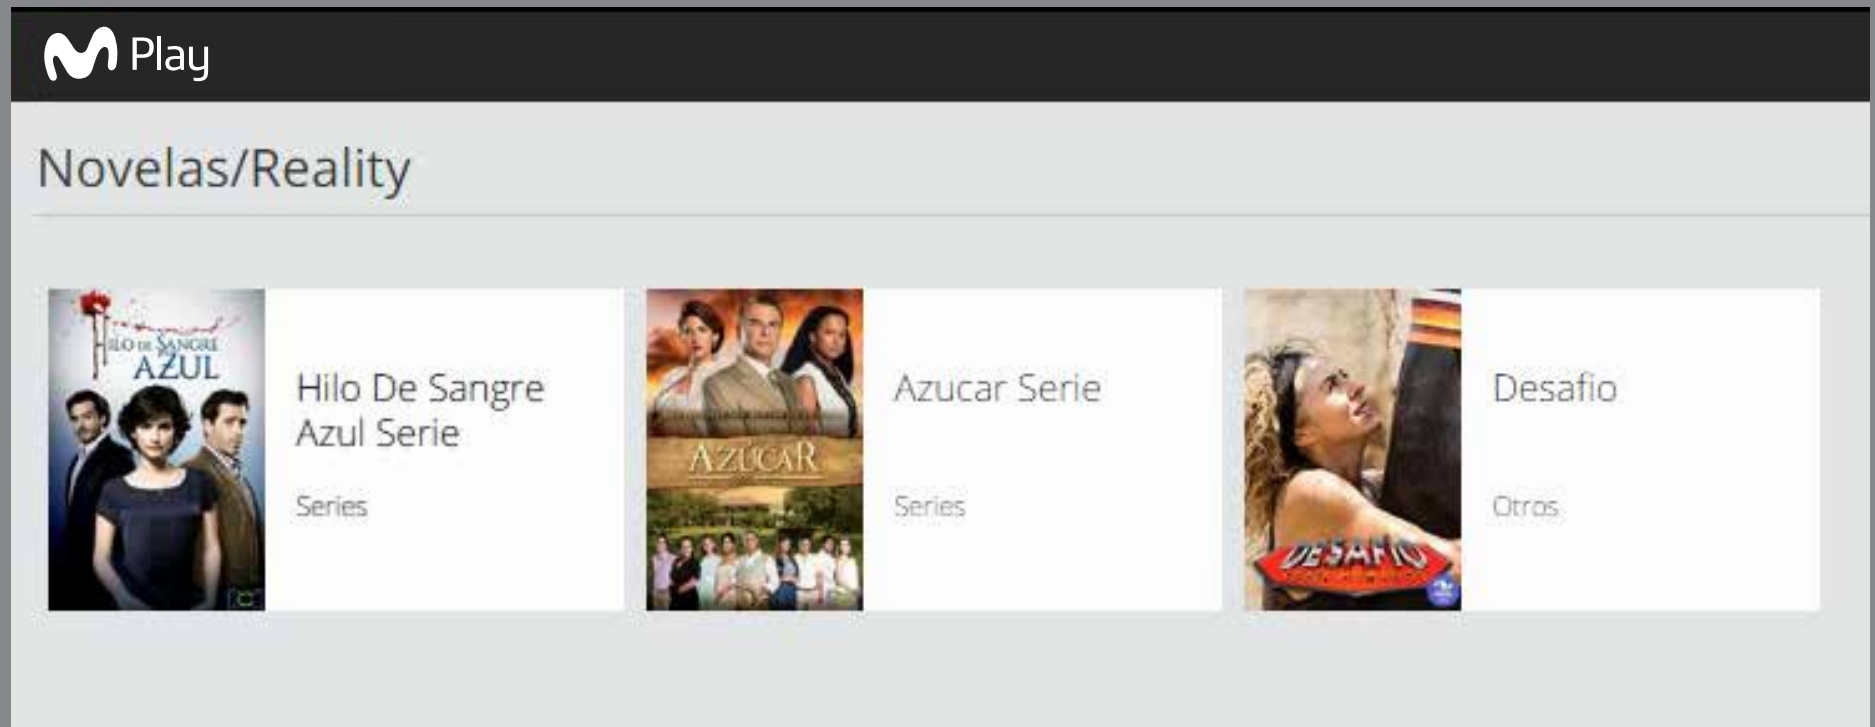 Play
Novelas/Reality
HILO DE SANGRE
AZUL
Hilo De Sangre
Azul Serie
Series
AZUCAR
Azucar Serie
Series
DESAFIO
Desafio
Otros